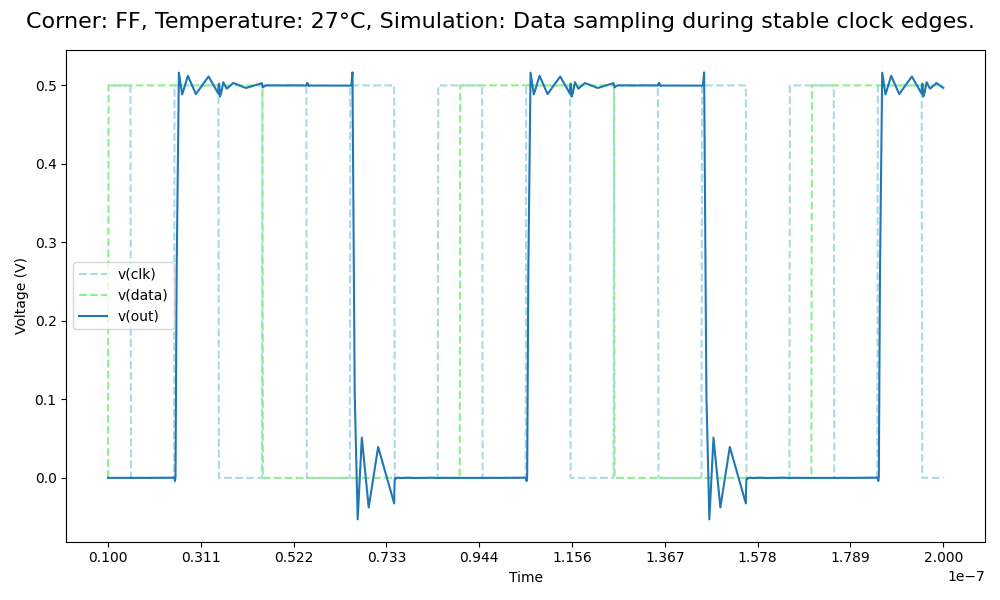 Corner: FF, Temperature: 27°C, Simulation: Data sampling during stable clock edges.
Voltage (V)
0.5
0.4
0.3
0.2
0.1
0.0
v(clk)
v(data)
v(out)
0.100 0.311 0.522 0.733 0.944 1.156 1.367 1.578 1.789 2.000
Time
1e−7